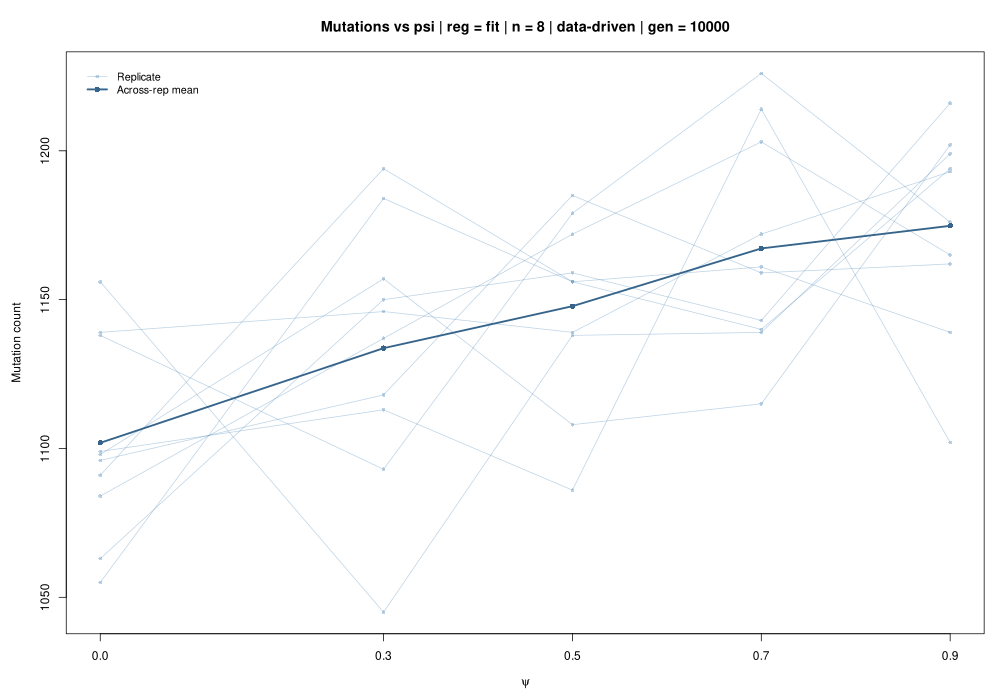 Mutations vs psi | reg = fit | n = 8 | data-driven | gen = 10000
Replicate
Across-rep mean
1200
1150
1100
1050
Mutation count
0.0 0.3 0.5 0.7 0.9
ψ